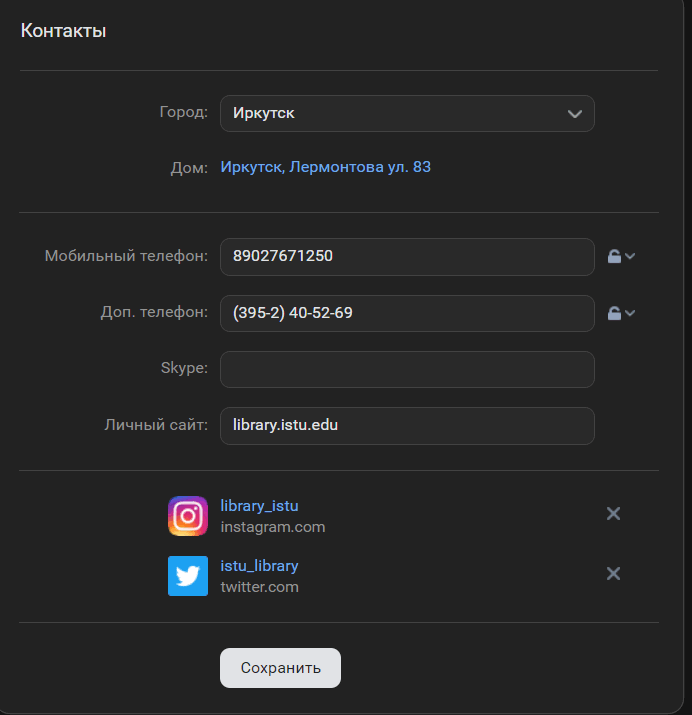 Контакты
Город: Иркутск
Дом: Иркутск, Лермонтова ул. 83
Мобильный телефон: 89027671250
Доп. телефон: (395-2) 40-52-69
Skype:
Личный сайт: library.istu.edu
library_istu
instagram.com
istu_library
twitter.com
Сохранить